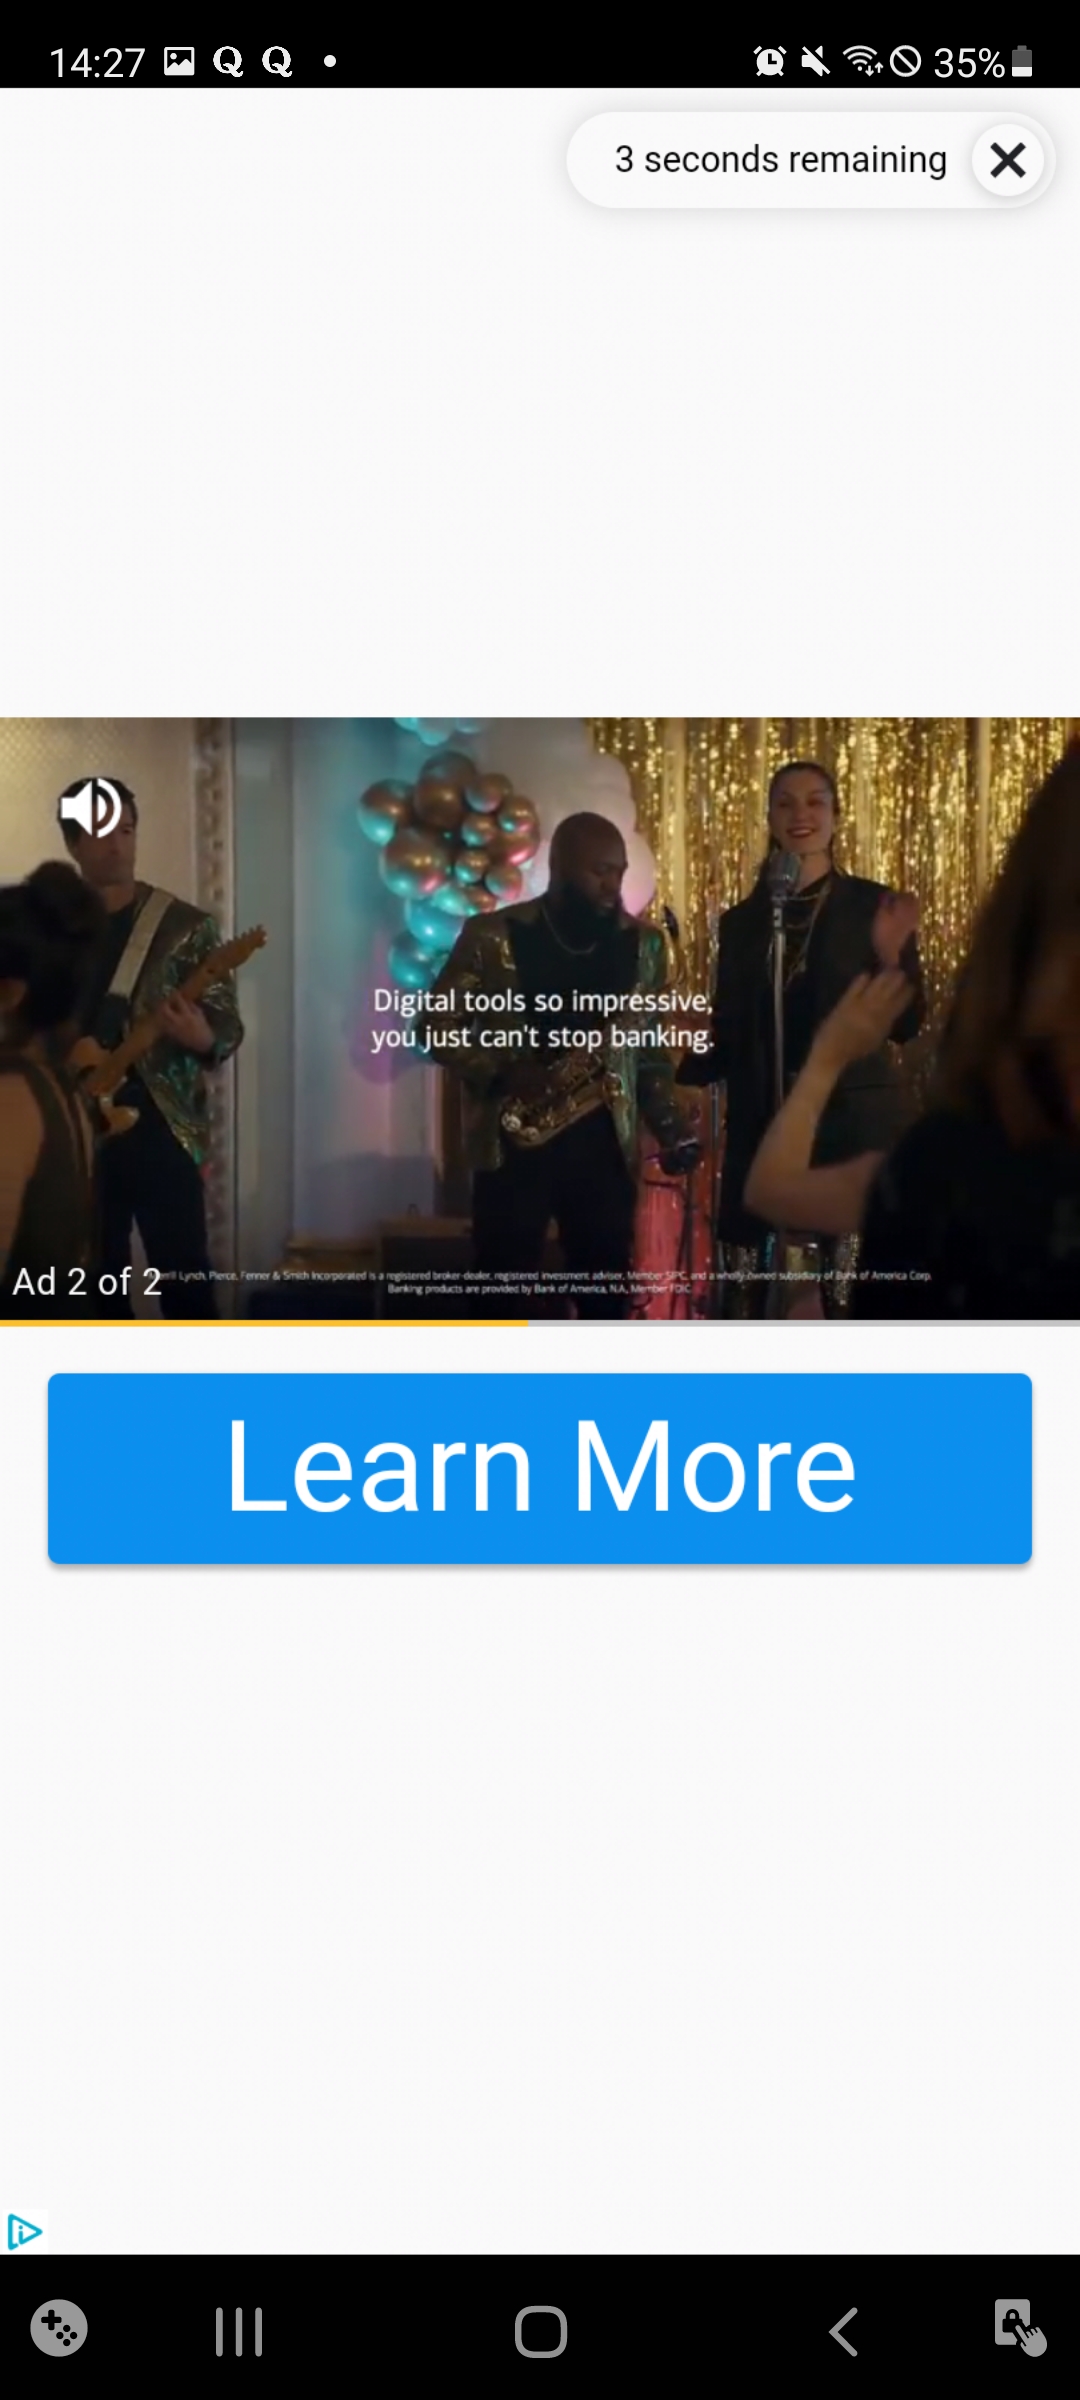 14:27
35%
3 seconds remaining
Digital tools so impressive,
you just can't stop banking.
Ad 2 of 2
Lynch, Pierce, Fenner & Smith Incorporated is a registered broker-dealer, registered investment adviser, Member SIPC, and a wholly-owned subsidiary of Bank of America Corp.
Banking products are provided by Bank of America, N.A., Member FDIC.
Learn More